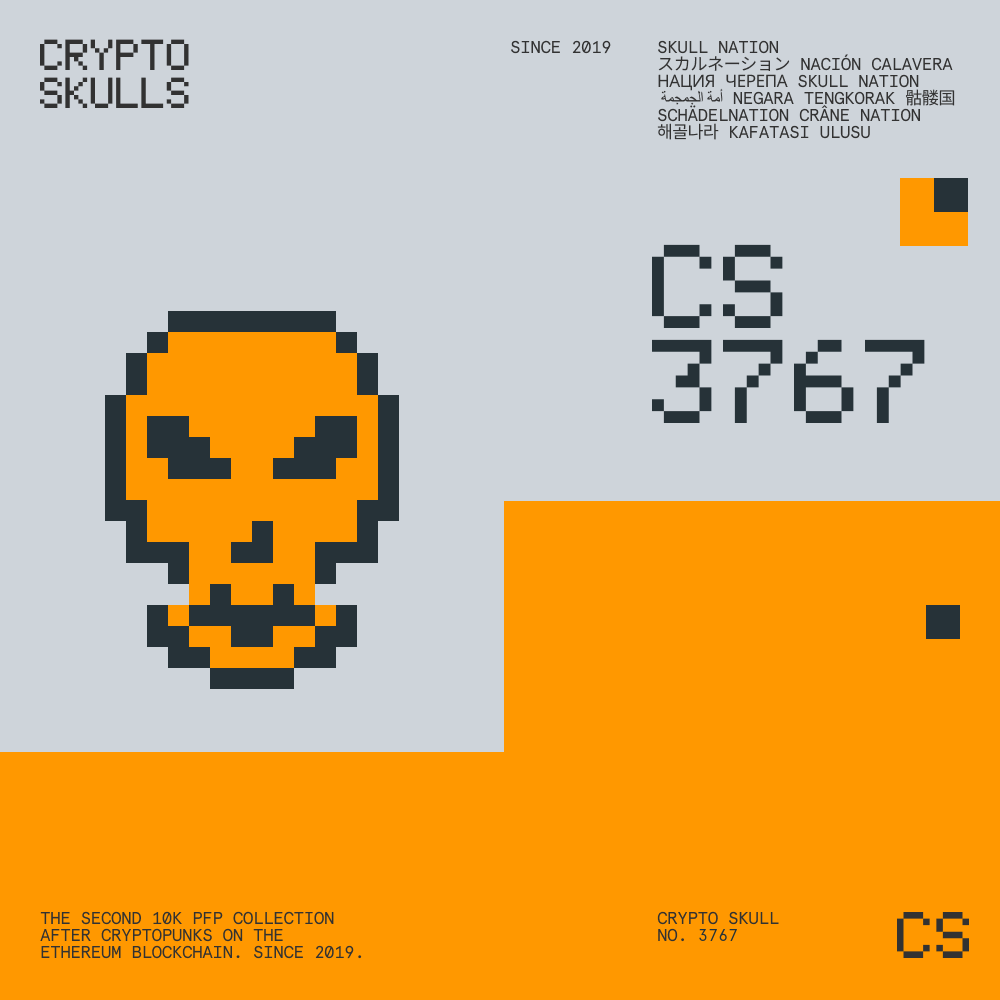 CRYPTO
SKULLS
SINCE 2019
SKULL NATION
スカルネーション NACIÓN CALAVERA
НАЦИЯ ЧЕРЕПА SKULL NATION
أمة الجمجمة NEGARA TENGKORAK 骷髅国
SCHÄDELNATION CRÂNE NATION
해골나라 KAFATASI ULUSU
CS
3767
THE SECOND 10K PFP COLLECTION
AFTER CRYPTOPUNKS ON THE
ETHEREUM BLOCKCHAIN. SINCE 2019.
CRYPTO SKULL
NO. 3767
CS